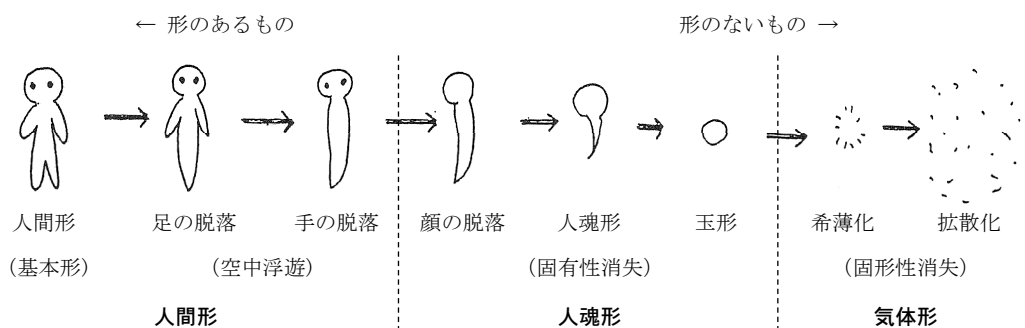 ← 形のあるもの 形のないもの →
人間形 足の脱落 手の脱落 顔の脱落 人魂形 玉形 希薄化 拡散化
（基本形） （空中浮遊） （固有性消失） （固形性消失）
人間形 人魂形 気体形